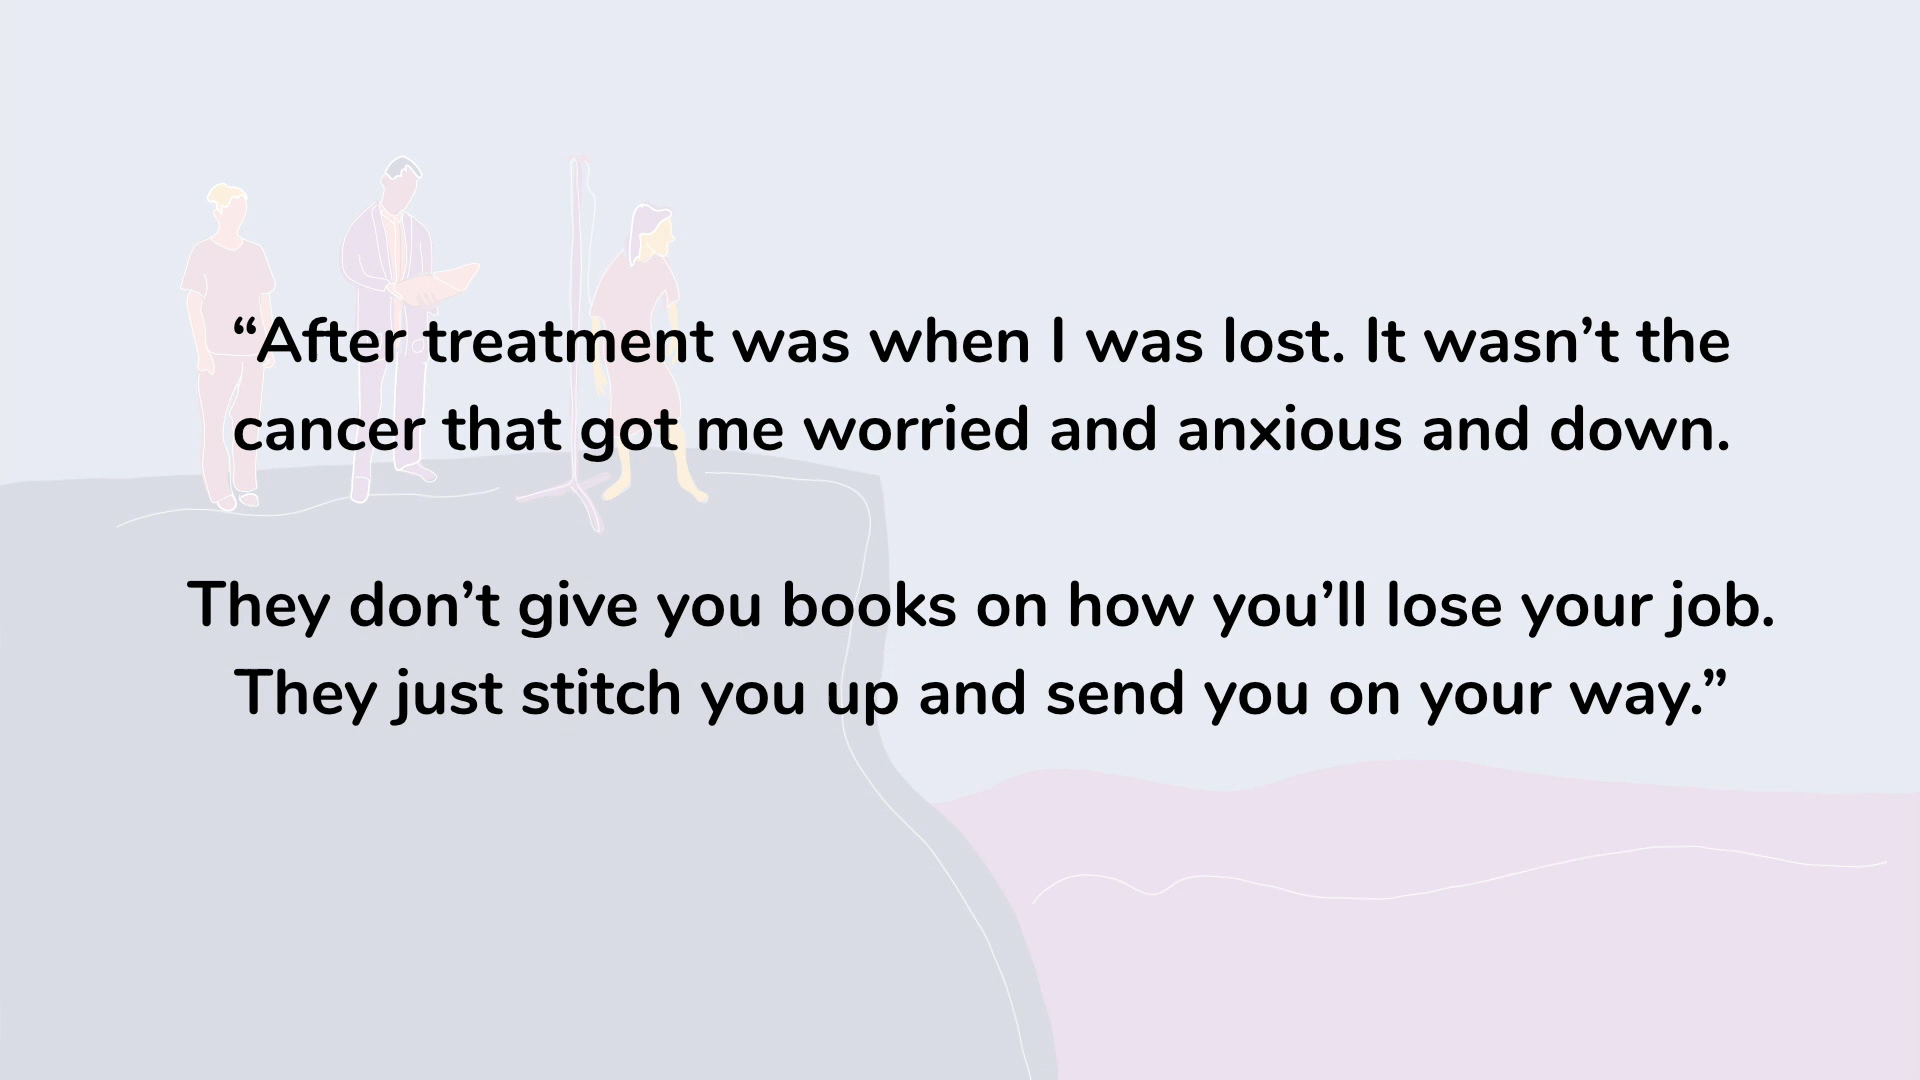 “After treatment was when I was lost. It wasn’t the
cancer that got me worried and anxious and down.
They don’t give you books on how you’ll lose your job.
They just stitch you up and send you on your way.”